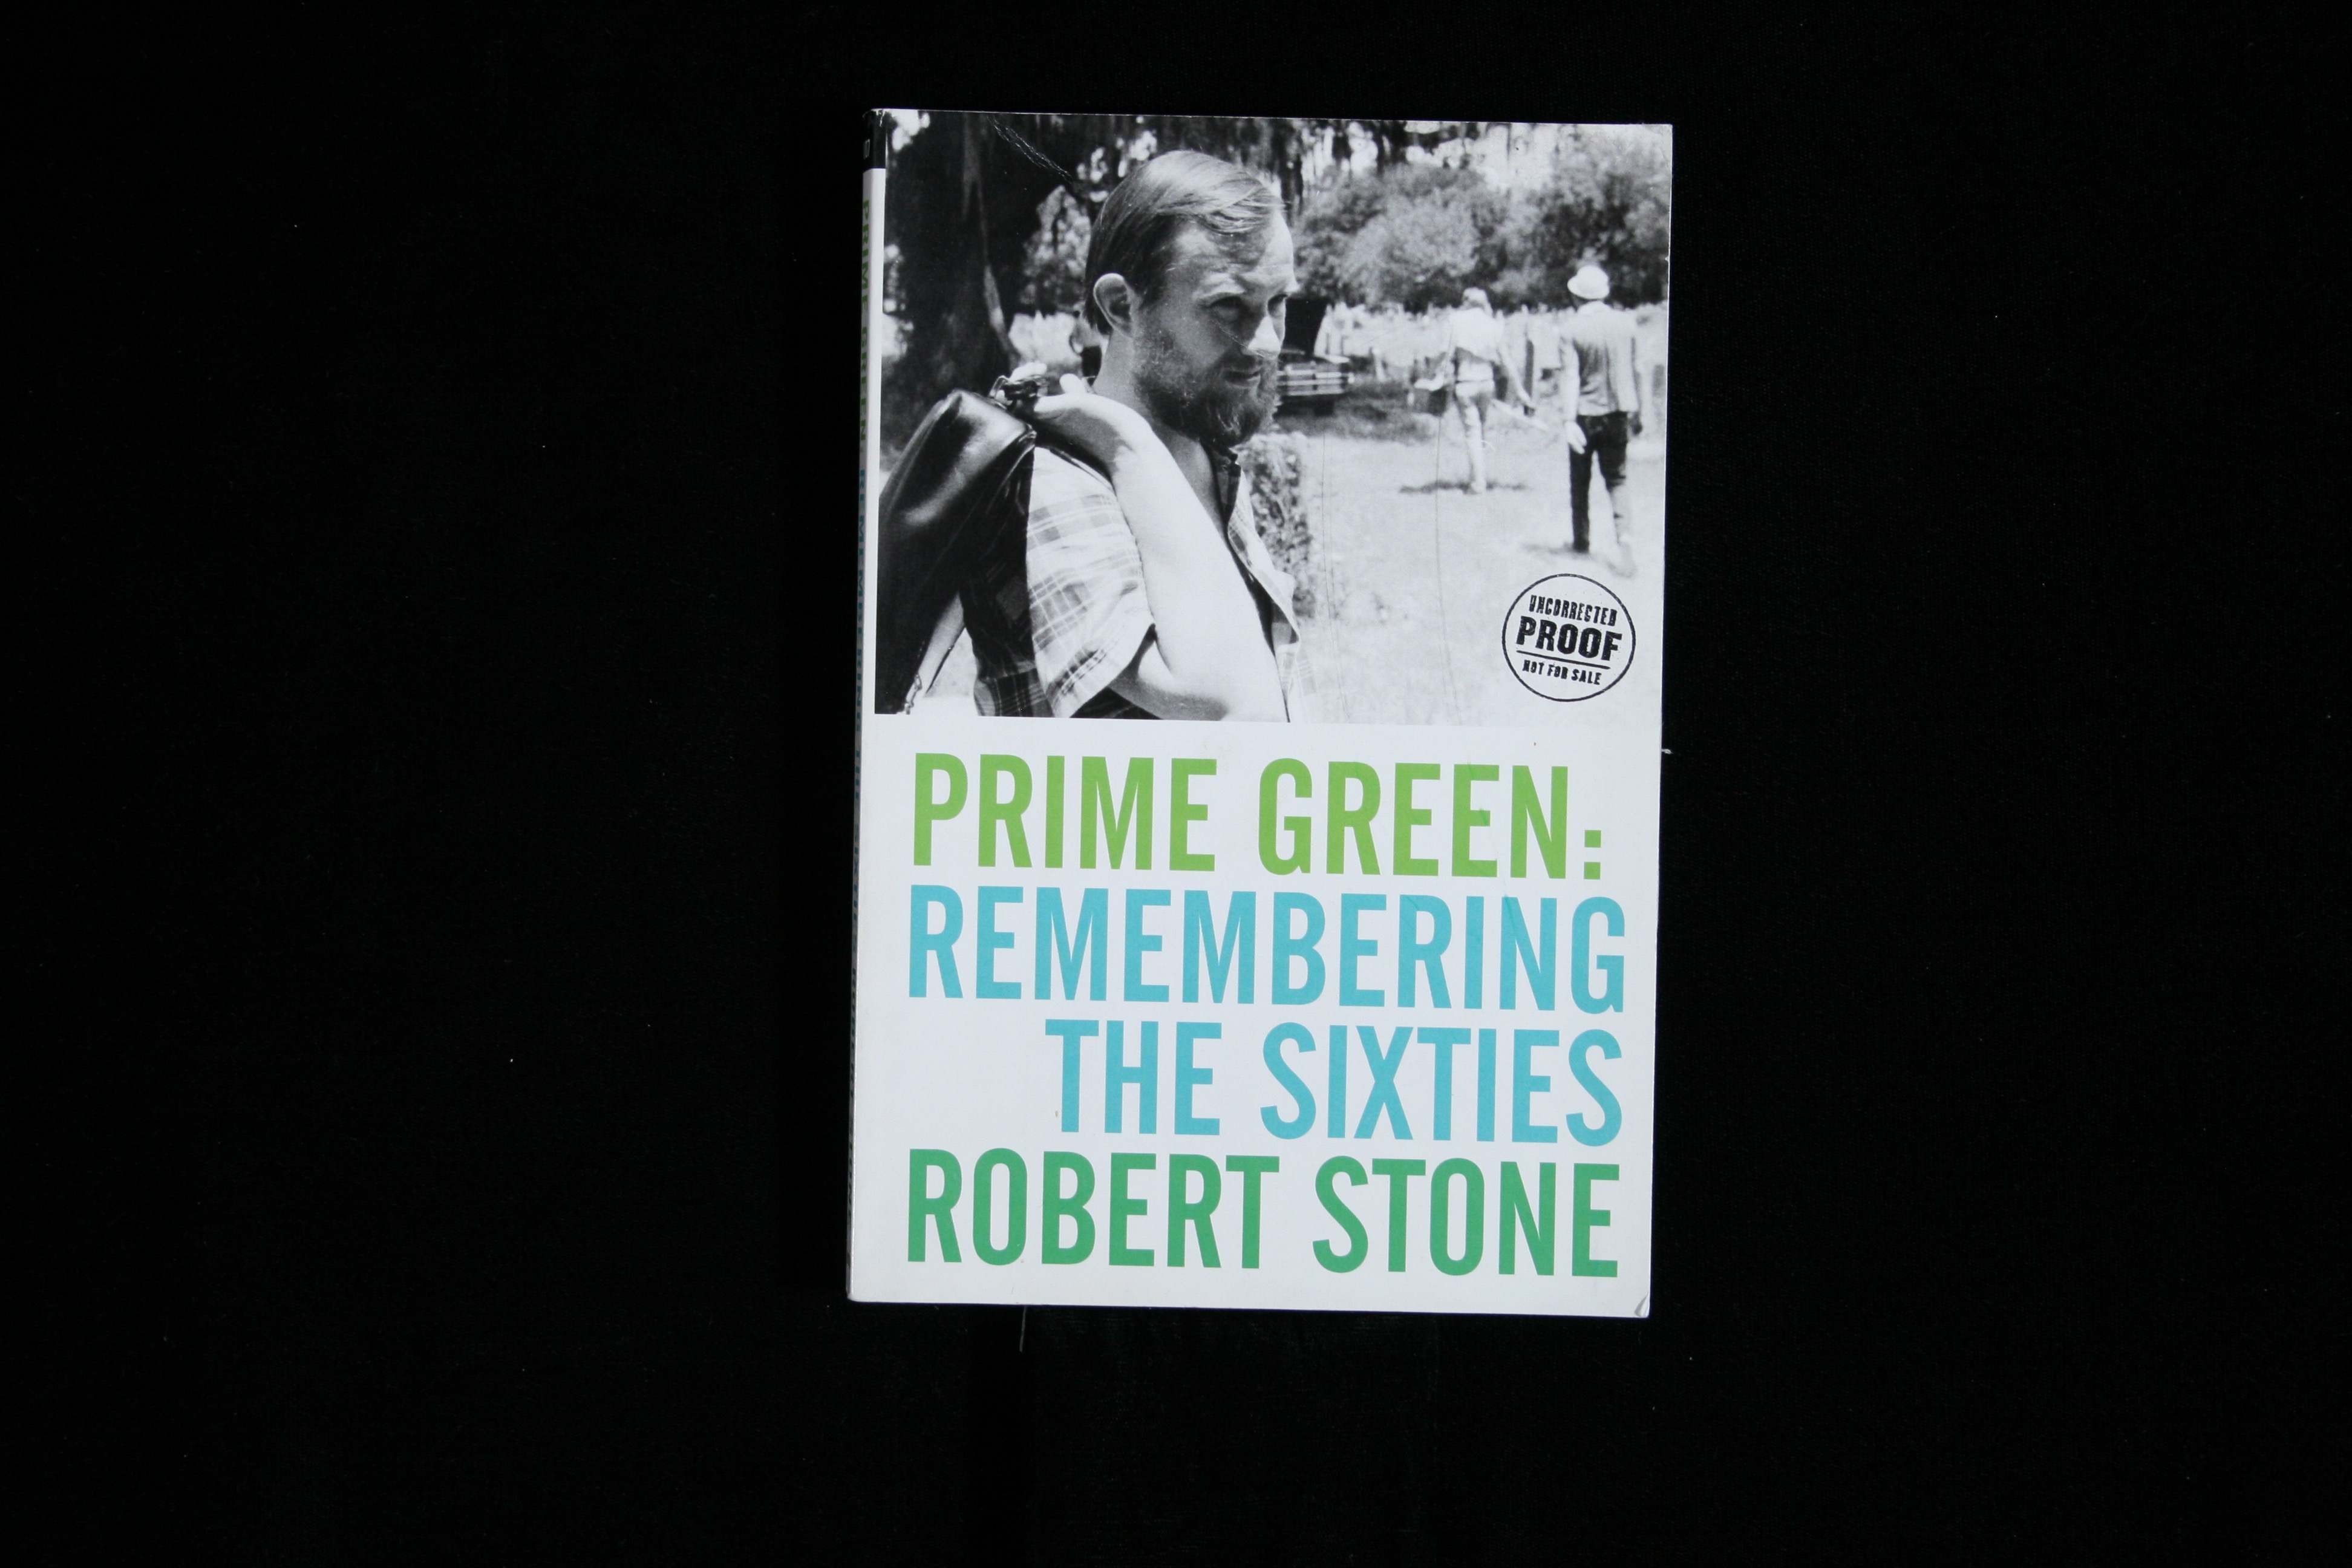 UNCORRECTED
PROOF
NOT FOR SALE
PRIME GREEN:
REMEMBERING
THE SIXTIES
ROBERT STONE